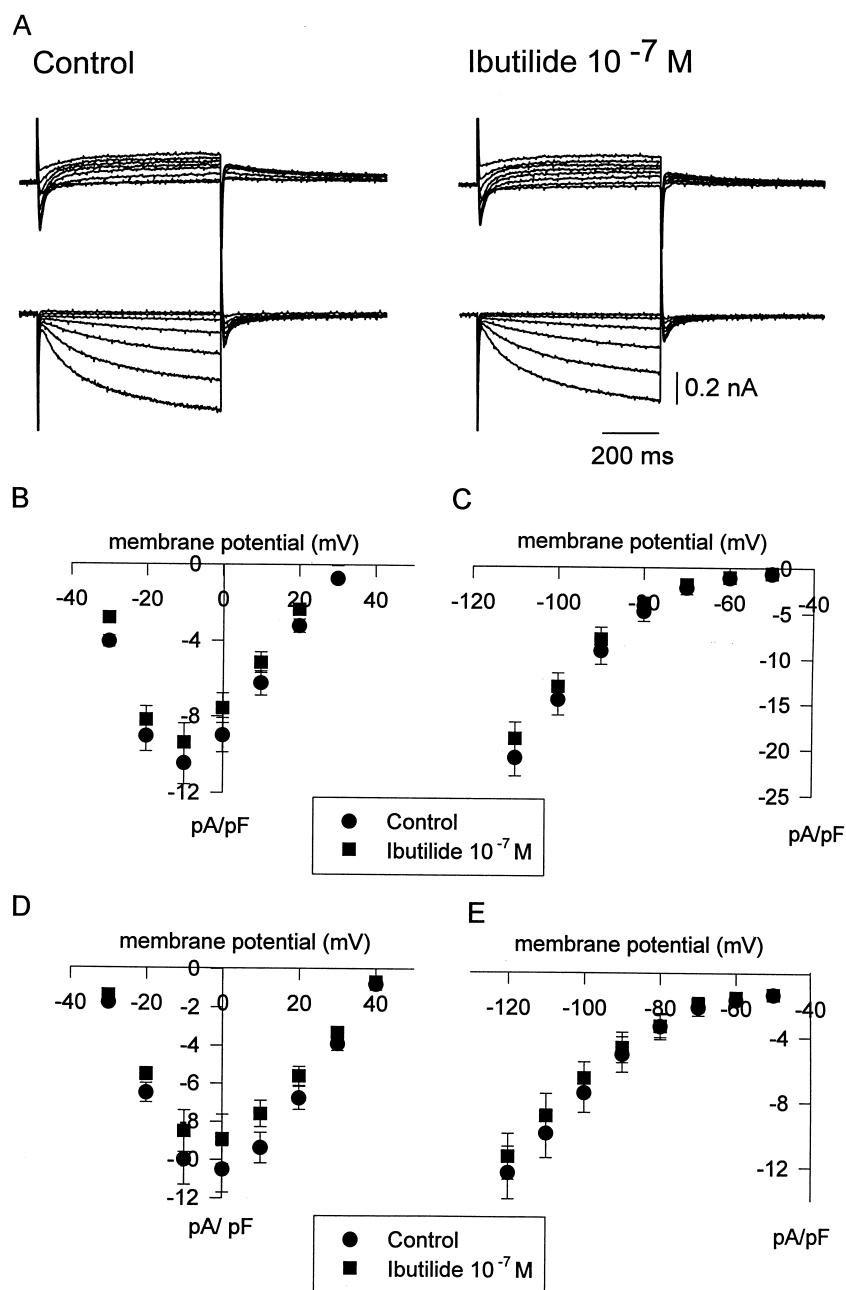 A
Control
Ibutilide 10 -7 M
0.2 nA
200 ms
B
membrane potential (mV)
0
-40 -20 0 20 40
-4
-8
-12
pA/pF
C
membrane potential (mV)
0
-120 -100 -80 -60 -40
-5
-10
-15
-20
-25
pA/pF
Control
Ibutilide 10 -7 M
D
membrane potential (mV)
0
-40 -20 0 20 40
-2
-4
-6
-8
-10
-12
pA/ pF
E
membrane potential (mV)
-120 -100 -80 -60 -40
-4
-8
-12
pA/pF
Control
Ibutilide 10 -7 M